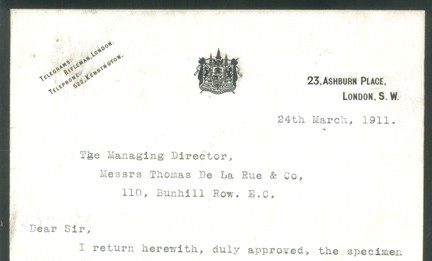 TELEGRAMS:
RIFLEMAN, LONDON.
TELEPHONE:
692, KENSINGTON.
23, ASHBURN PLACE,
LONDON, S. W.
24th March, 1911.
The Managing Director,
Messrs Thomas De La Rue & Co,
110, Bunhill Row. E.C.
Dear Sir,
I return herewith, duly approved, the specimen